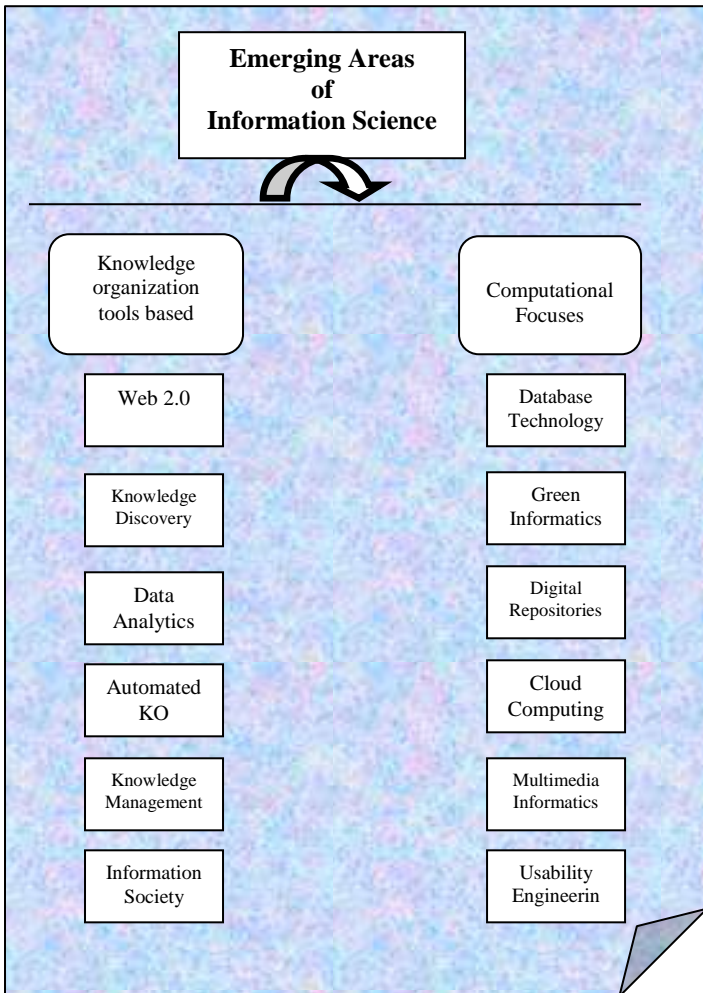 Emerging Areas
of
Information Science
Knowledge
organization
tools based
Web 2.0
Knowledge
Discovery
Data
Analytics
Automated
KO
Knowledge
Management
Information
Society
Computational
Focuses
Database
Technology
Green
Informatics
Digital
Repositories
Cloud
Computing
Multimedia
Informatics
Usability
Engineerin